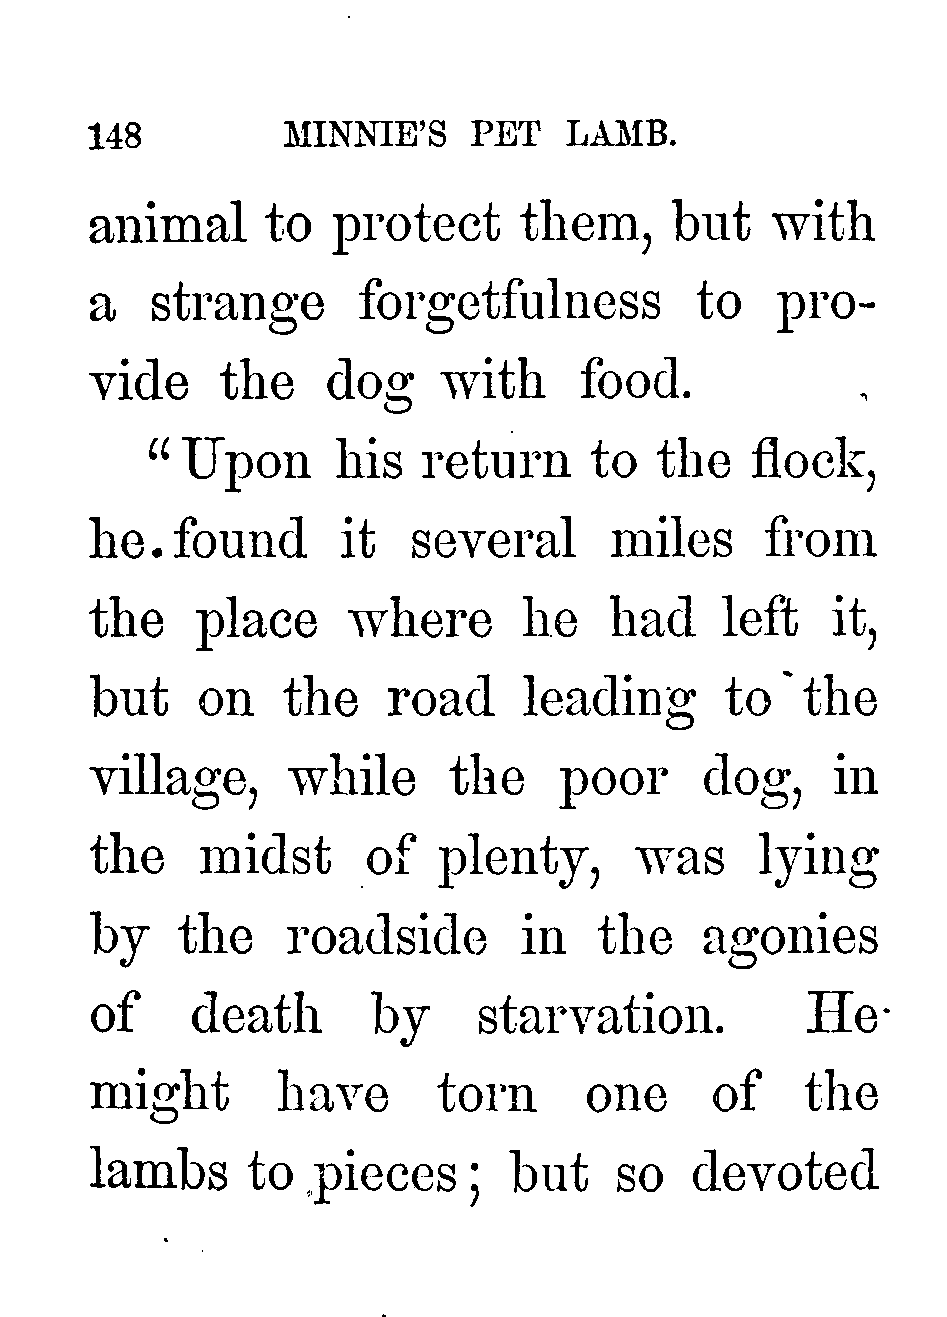 148 MINNIE'S PET LAMB.
animal to protect them, but with
a strange forgetfulness to pro-
vide the dog with food.
"Upon his return to the flock,
he found it several miles from
the place where he had left it,
but on the road leading to the
village, while the poor dog, in
the midst of plenty, was lying
by the roadside in the agonies
of death by starvation. He
might have torn one of the
lambs to pieces; but so devoted